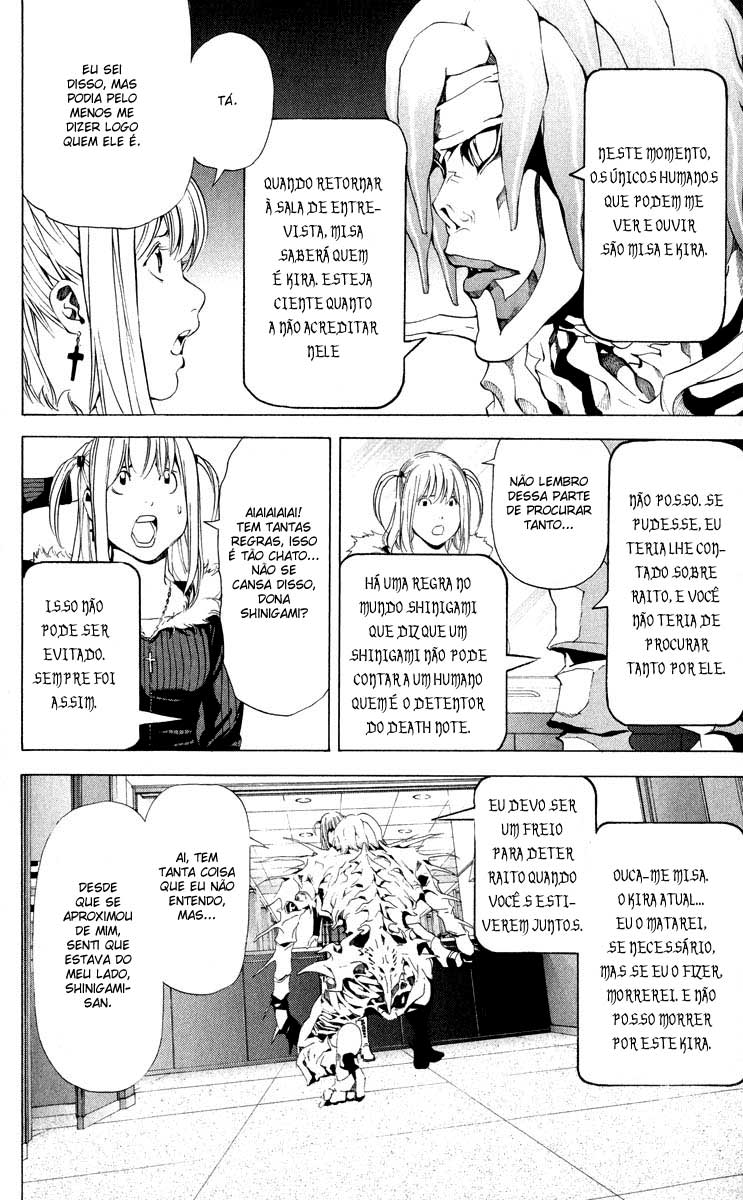 NESTE MOMENTO,
OS ÚNICOS HUMANOS
QUE PODEM ME
VER E OUVIR
SÃO MISA E KIRA.
QUANDO RETORNAR
À SALA DE ENTRE-
VISTA, MISA
SABERÁ QUEM
É KIRA. ESTEJA
CIENTE QUANTO
A NÃO ACREDITAR
NELE
TÁ.
EU SEI
DISSO, MAS
PODIA PELO
MENOS ME
DIZER LOGO
QUEM ELE É.
NÃO POSSO. SE
PUDESSE, EU
TERIA LHE CON-
TADO SOBRE
RAITO, E VOCÊ
NÃO TERIA DE
PROCURAR
TANTO POR ELE.
NÃO LEMBRO
DESSA PARTE
DE PROCURAR
TANTO...
HÁ UMA REGRA NO
MUNDO SHINIGAMI
QUE DIZ QUE UM
SHINIGAMI NÃO PODE
CONTAR A UM HUMANO
QUEM É O DETENTOR
DO DEATH NOTE.
AIAIAIAIAI!
TEM TANTAS
REGRAS, ISSO
É TÃO CHATO...
NÃO SE
CANSA DISSO,
DONA
SHINIGAMI?
ISSO NÃO
PODE SER
EVITADO.
SEMPRE FOI
ASSIM.
OUCA-ME MISA.
O KIRA ATUAL...
EU O MATAREI,
SE NECESSÁRIO,
MAS SE EU O FIZER,
MORREREI. E NÃO
POSSO MORRER
POR ESTE KIRA.
EU DEVO SER
UM FREIO
PARA DETER
RAITO QUANDO
VOCÊ S ESTI-
VEREM JUNTOS.
AI, TEM
TANTA COISA
QUE EU NÃO
ENTENDO,
MAS...
DESDE
QUE SE
APROXIMOU
DE MIM,
SENTI QUE
ESTAVA DO
MEU LADO,
SHINIGAMI-
SAN.